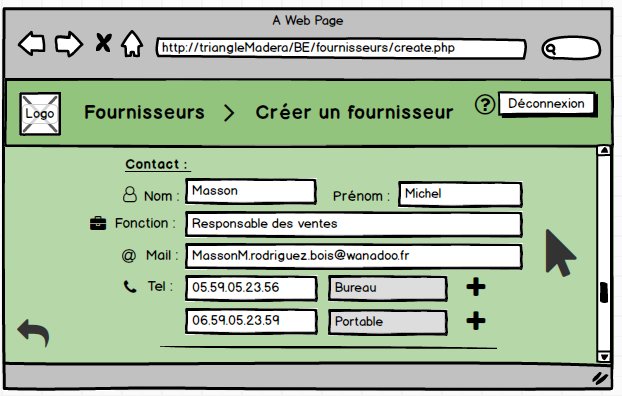 A Web Page
http://triangleMadera/BE/fournisseurs/create.php
Logo
Fournisseurs > Créer un fournisseur
?
Déconnexion
Contact :
Nom : Masson Prénom : Michel
Fonction : Responsable des ventes
@ Mail : MassonM.rodriguez.bois@wanadoo.fr
Tel : 05.59.05.23.56 Bureau +
06.59.05.23.59 Portable +